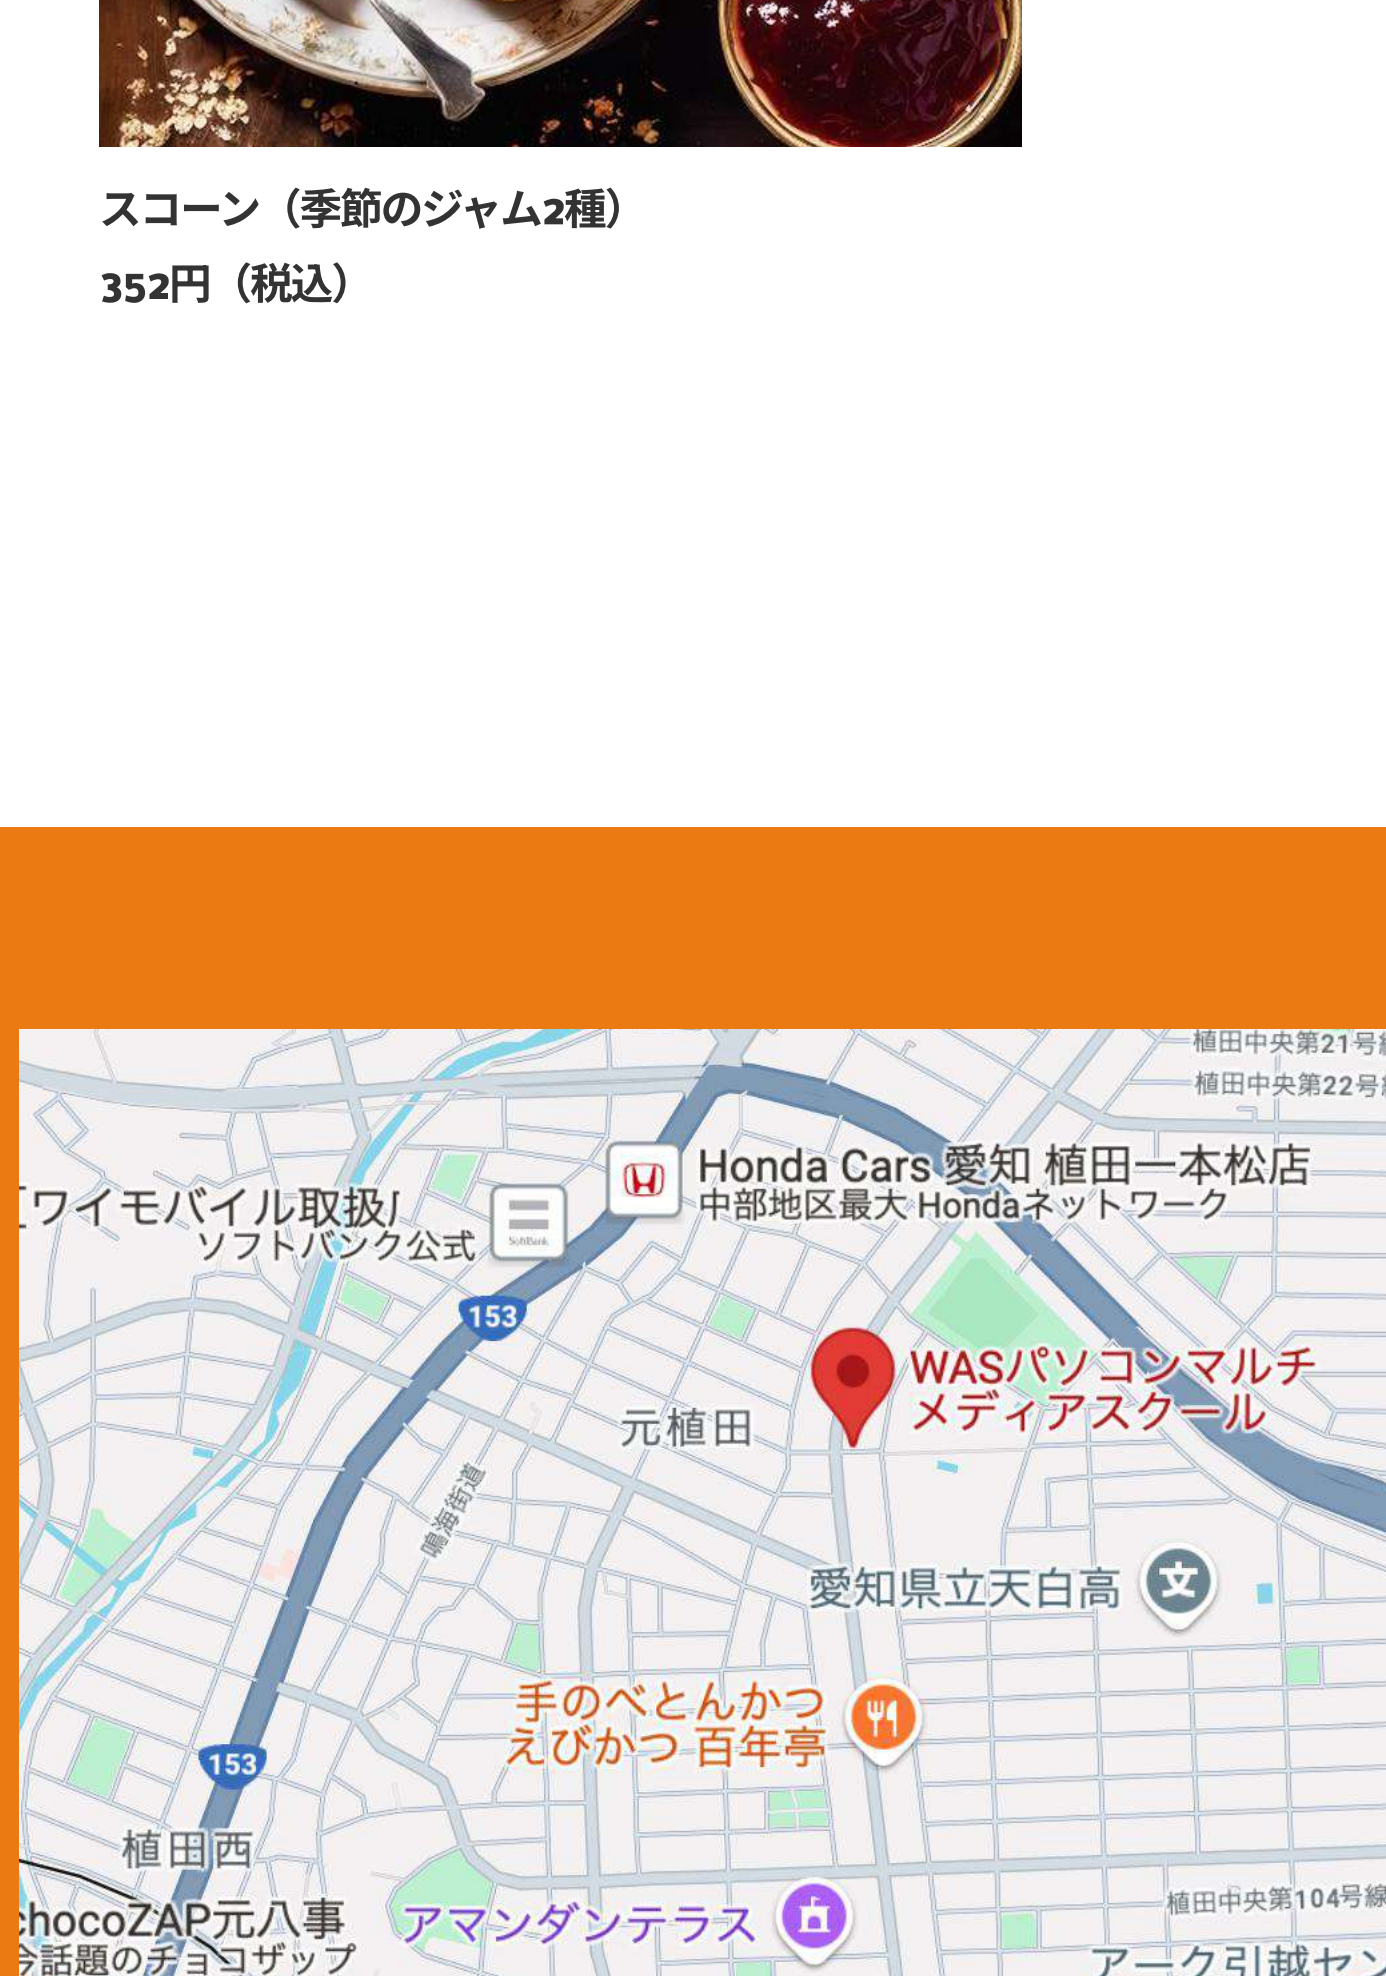 スコーン（季節のジャム2種）
352円（税込）
植田中央第21号
植田中央第22号
Honda Cars 愛知 植田一本松店
中部地区最大 Hondaネットワーク
ワイモバイル取扱
ソフトバンク公式
SoftBank
153
WASパソコンマルチ
メディアスクール
元植田
鳴海街道
愛知県立天白高
文
手のべとんかつ
えびかつ 百年亭
153
植田西
chocoZAP元八事
今話題のチョコザップ
アマンダンテラス
植田中央第104号線
アーク引越セン